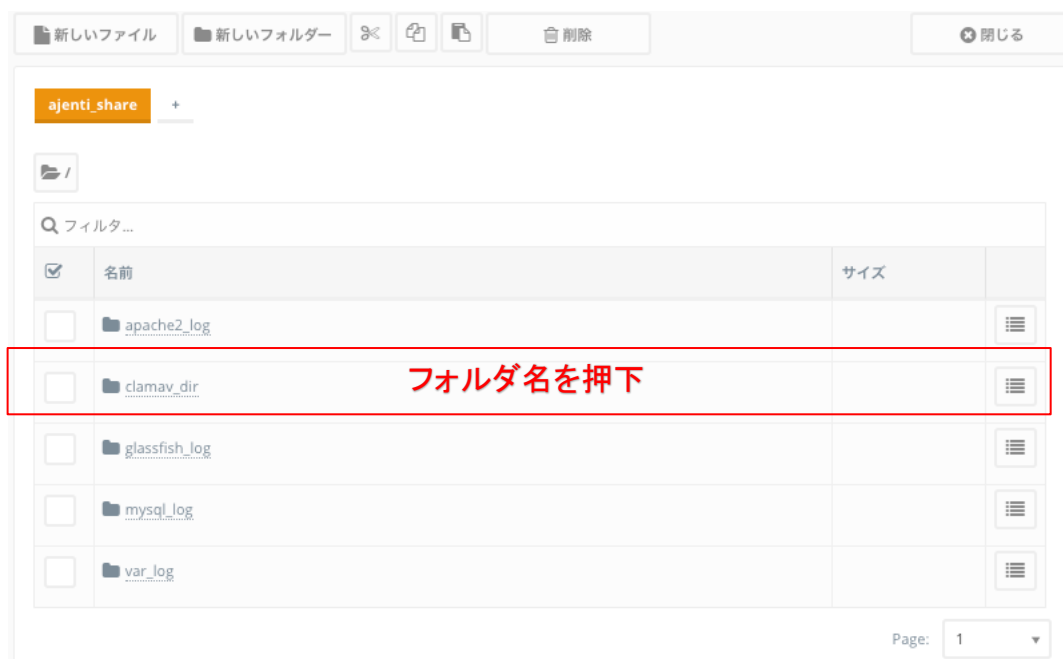 新しいファイル 新しいフォルダー 削除 閉じる
ajenti_share +
/
フィルタ...
名前 サイズ
apache2_log
clamav_dir フォルダ名を押下
glassfish_log
mysql_log
var_log
Page: 1